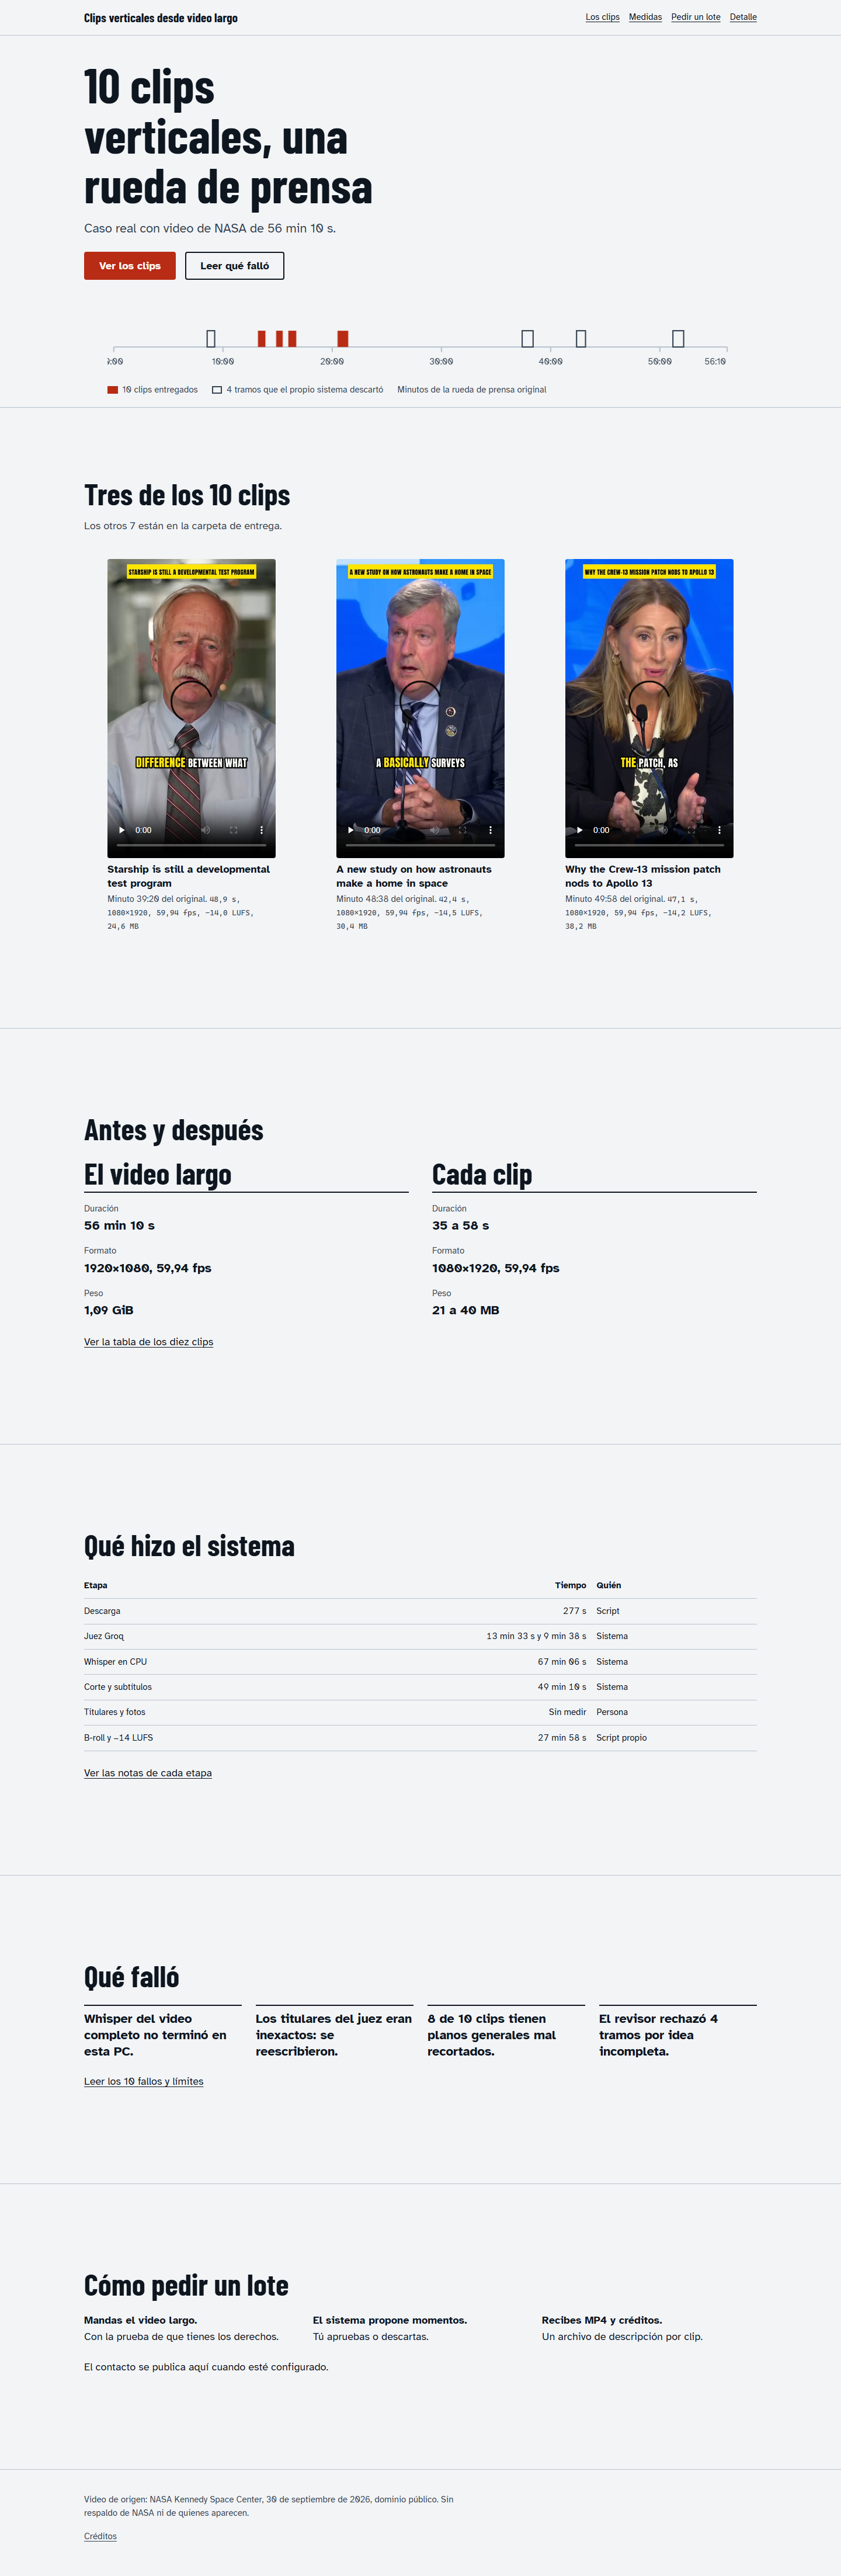 Clips verticales desde video largo
Los clips Medidas Pedir un lote Detalle
10 clips
verticales, una
rueda de prensa
Caso real con video de NASA de 56 min 10 s.
Ver los clips
Leer qué falló
:00 10:00 20:00 30:00 40:00 50:00 56:10
10 clips entregados
4 tramos que el propio sistema descartó
Minutos de la rueda de prensa original
Tres de los 10 clips
Los otros 7 están en la carpeta de entrega.
STARSHIP IS STILL A DEVELOPMENTAL TEST PROGRAM
DIFFERENCE BETWEEN WHAT
0:00
Starship is still a developmental
test program
Minuto 39:20 del original. 48,9 s,
1080×1920, 59,94 fps, −14,0 LUFS,
24,6 MB
A NEW STUDY ON HOW ASTRONAUTS MAKE A HOME IN SPACE
A BASICALLY SURVEYS
0:00
A new study on how astronauts
make a home in space
Minuto 48:38 del original. 42,4 s,
1080×1920, 59,94 fps, −14,5 LUFS,
30,4 MB
WHY THE CREW-13 MISSION PATCH NODS TO APOLLO 13
THE PATCH, AS
0:00
Why the Crew-13 mission patch
nods to Apollo 13
Minuto 49:58 del original. 47,1 s,
1080×1920, 59,94 fps, −14,2 LUFS,
38,2 MB
Antes y después
El video largo
Duración
56 min 10 s
Formato
1920×1080, 59,94 fps
Peso
1,09 GiB
Cada clip
Duración
35 a 58 s
Formato
1080×1920, 59,94 fps
Peso
21 a 40 MB
Ver la tabla de los diez clips
Qué hizo el sistema
Etapa Tiempo Quién
Descarga 277 s Script
Juez Groq 13 min 33 s y 9 min 38 s Sistema
Whisper en CPU 67 min 06 s Sistema
Corte y subtítulos 49 min 10 s Sistema
Titulares y fotos Sin medir Persona
B-roll y −14 LUFS 27 min 58 s Script propio
Ver las notas de cada etapa
Qué falló
Whisper del video
completo no terminó en
esta PC.
Los titulares del juez eran
inexactos: se
reescribieron.
8 de 10 clips tienen
planos generales mal
recortados.
El revisor rechazó 4
tramos por idea
incompleta.
Leer los 10 fallos y límites
Cómo pedir un lote
Mandas el video largo.
Con la prueba de que tienes los derechos.
El sistema propone momentos.
Tú apruebas o descartas.
Recibes MP4 y créditos.
Un archivo de descripción por clip.
El contacto se publica aquí cuando esté configurado.
Video de origen: NASA Kennedy Space Center, 30 de septiembre de 2026, dominio público. Sin
respaldo de NASA ni de quienes aparecen.
Créditos